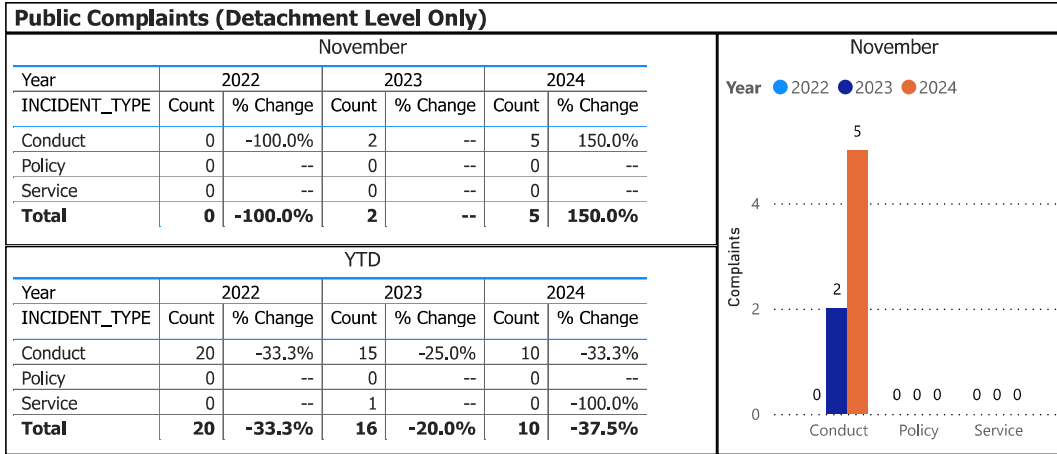 Public Complaints (Detachment Level Only)
November
Year 2022 2023 2024
INCIDENT_TYPE Count % Change Count % Change Count % Change
Conduct 0 -100.0% 2 -- 5 150.0%
Policy 0 -- 0 -- 0 --
Service 0 -- 0 -- 0 --
Total 0 -100.0% 2 -- 5 150.0%
YTD
Year 2022 2023 2024
INCIDENT_TYPE Count % Change Count % Change Count % Change
Conduct 20 -33.3% 15 -25.0% 10 -33.3%
Policy 0 -- 0 -- 0 --
Service 0 -- 1 -- 0 -100.0%
Total 20 -33.3% 16 -20.0% 10 -37.5%
November
Year 2022 2023 2024
5
4
Complaints
2
2
0 0 0 0 0 0 0
0
Conduct Policy Service